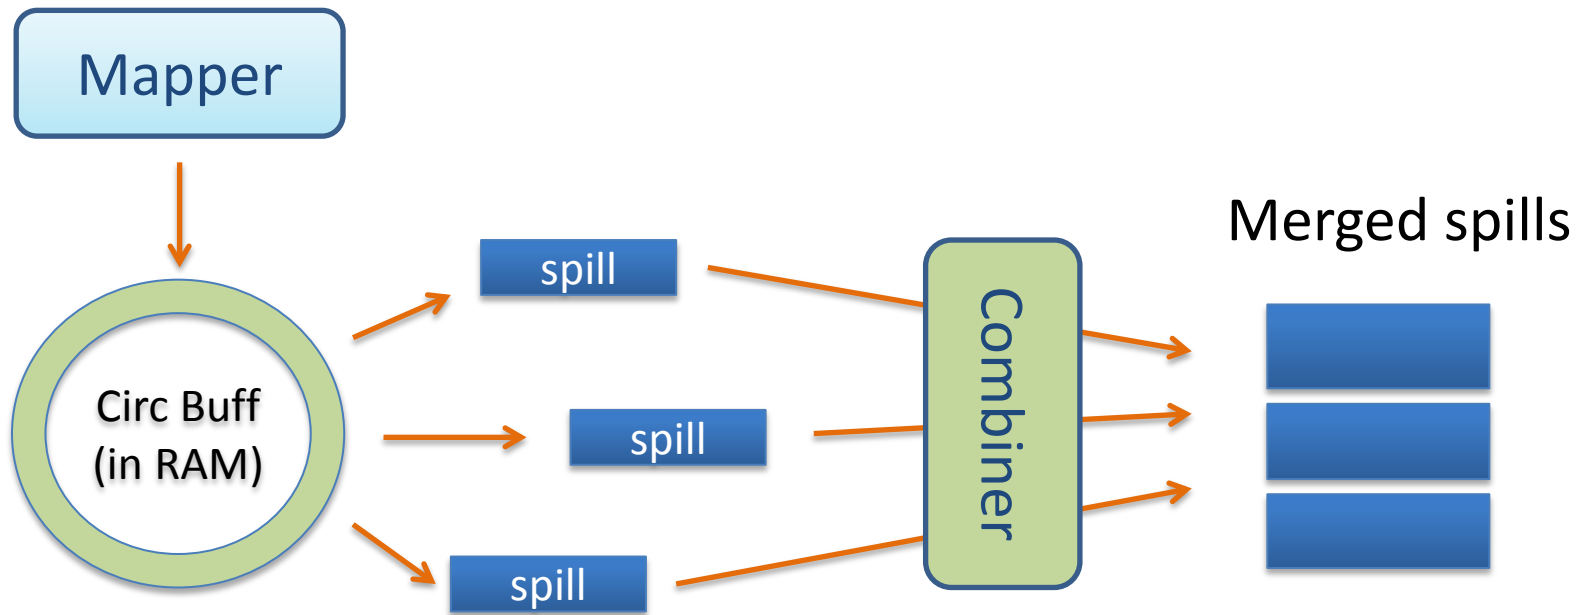 Mapper
Circ Buff
(in RAM)
spill
spill
spill
Combiner
Merged spills